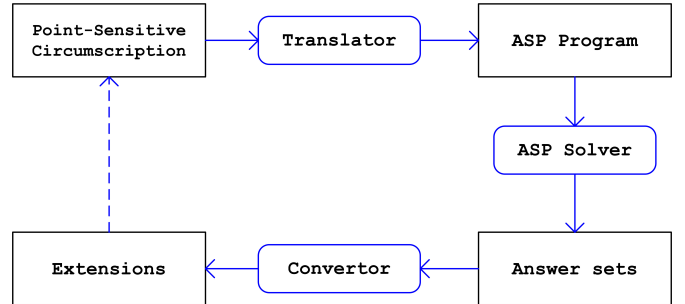 Point-Sensitive
Circumscription
Translator
ASP Program
ASP Solver
Extensions
Convertor
Answer sets